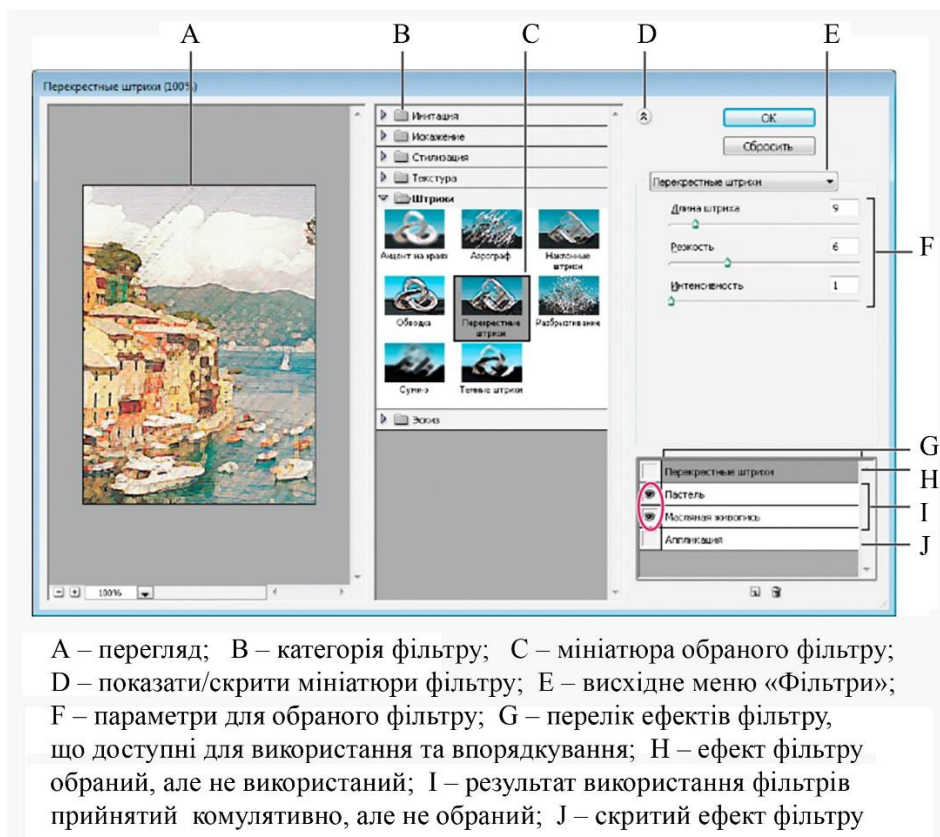 A B C D E
Перекрестные штрихи (100%)
Имитация
Искажение
Стилизация
Текстура
Штрихи
Акцент на краях
Аэрограф
Наклонные штрихи
Обводка
Перекрестные штрихи
Разбрызгивание
Суми-э
Темные штрихи
Эскиз
100%
OK
Сбросить
Перекрестные штрихи
Длина штриха 9
Резкость 6
Интенсивность 1
F
G
Перекрестные штрихи
H
Пастель
I
Масляная живопись
Аппликация
J
A – перегляд; B – категорія фільтру; C – мініатюра обраного фільтру;
D – показати/скрити мініатюри фільтру; E – висхідне меню «Фільтри»;
F – параметри для обраного фільтру; G – перелік ефектів фільтру,
що доступні для використання та впорядкування; H – ефект фільтру
обраний, але не використаний; I – результат використання фільтрів
прийнятий комулятивно, але не обраний; J – скритий ефект фільтру